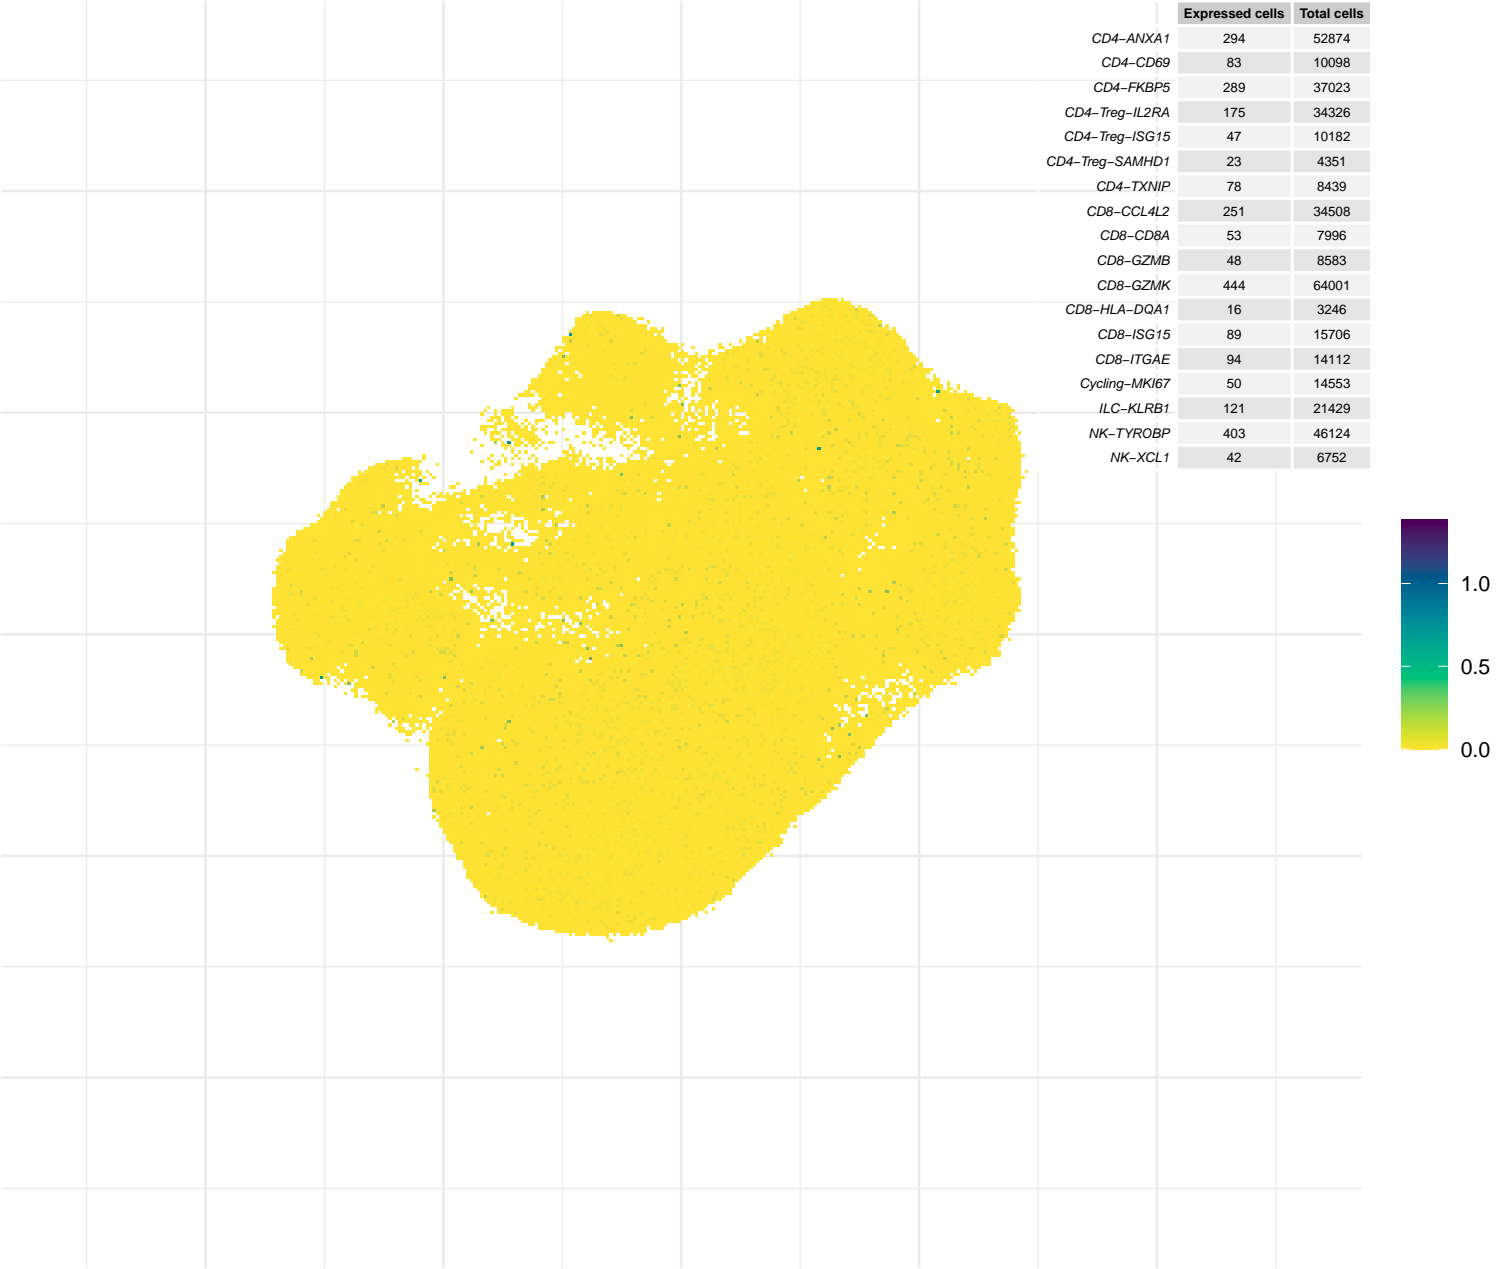 Expressed cells Total cells
CD4−ANXA1 294 52874
CD4−CD69 83 10098
CD4−FKBP5 289 37023
CD4−Treg−IL2RA 175 34326
CD4−Treg−ISG15 47 10182
CD4−Treg−SAMHD1 23 4351
CD4−TXNIP 78 8439
CD8−CCL4L2 251 34508
CD8−CD8A 53 7996
CD8−GZMB 48 8583
CD8−GZMK 444 64001
CD8−HLA−DQA1 16 3246
CD8−ISG15 89 15706
CD8−ITGAE 94 14112
Cycling−MKI67 50 14553
ILC−KLRB1 121 21429
NK−TYROBP 403 46124
NK−XCL1 42 6752
1.0
0.5
0.0